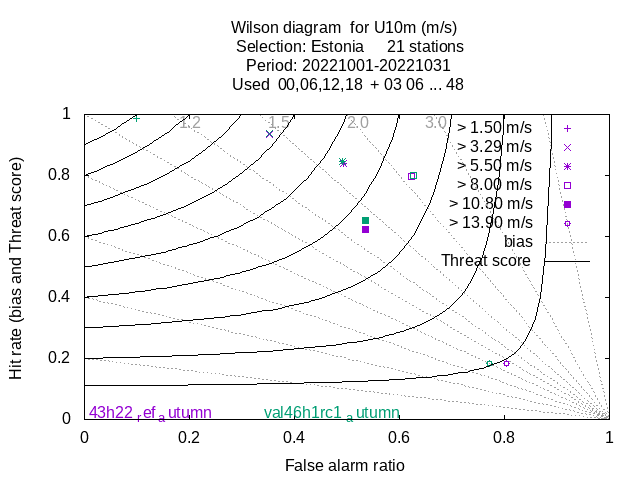 Wilson diagram  for U10m (m/s)
Selection: Estonia     21 stations
Period: 20221001-20221031
Used  00,06,12,18  + 03 06 ... 48
Hit rate (bias and Threat score)
1
0.8
0.6
0.4
0.2
0
1.2
1.5
2.0
3.0
> 1.50 m/s
> 3.29 m/s
> 5.50 m/s
> 8.00 m/s
> 10.80 m/s
> 13.90 m/s
bias
Threat score
43h22ref autumn
val46h1rc1autumn
0 0.2 0.4 0.6 0.8 1
False alarm ratio